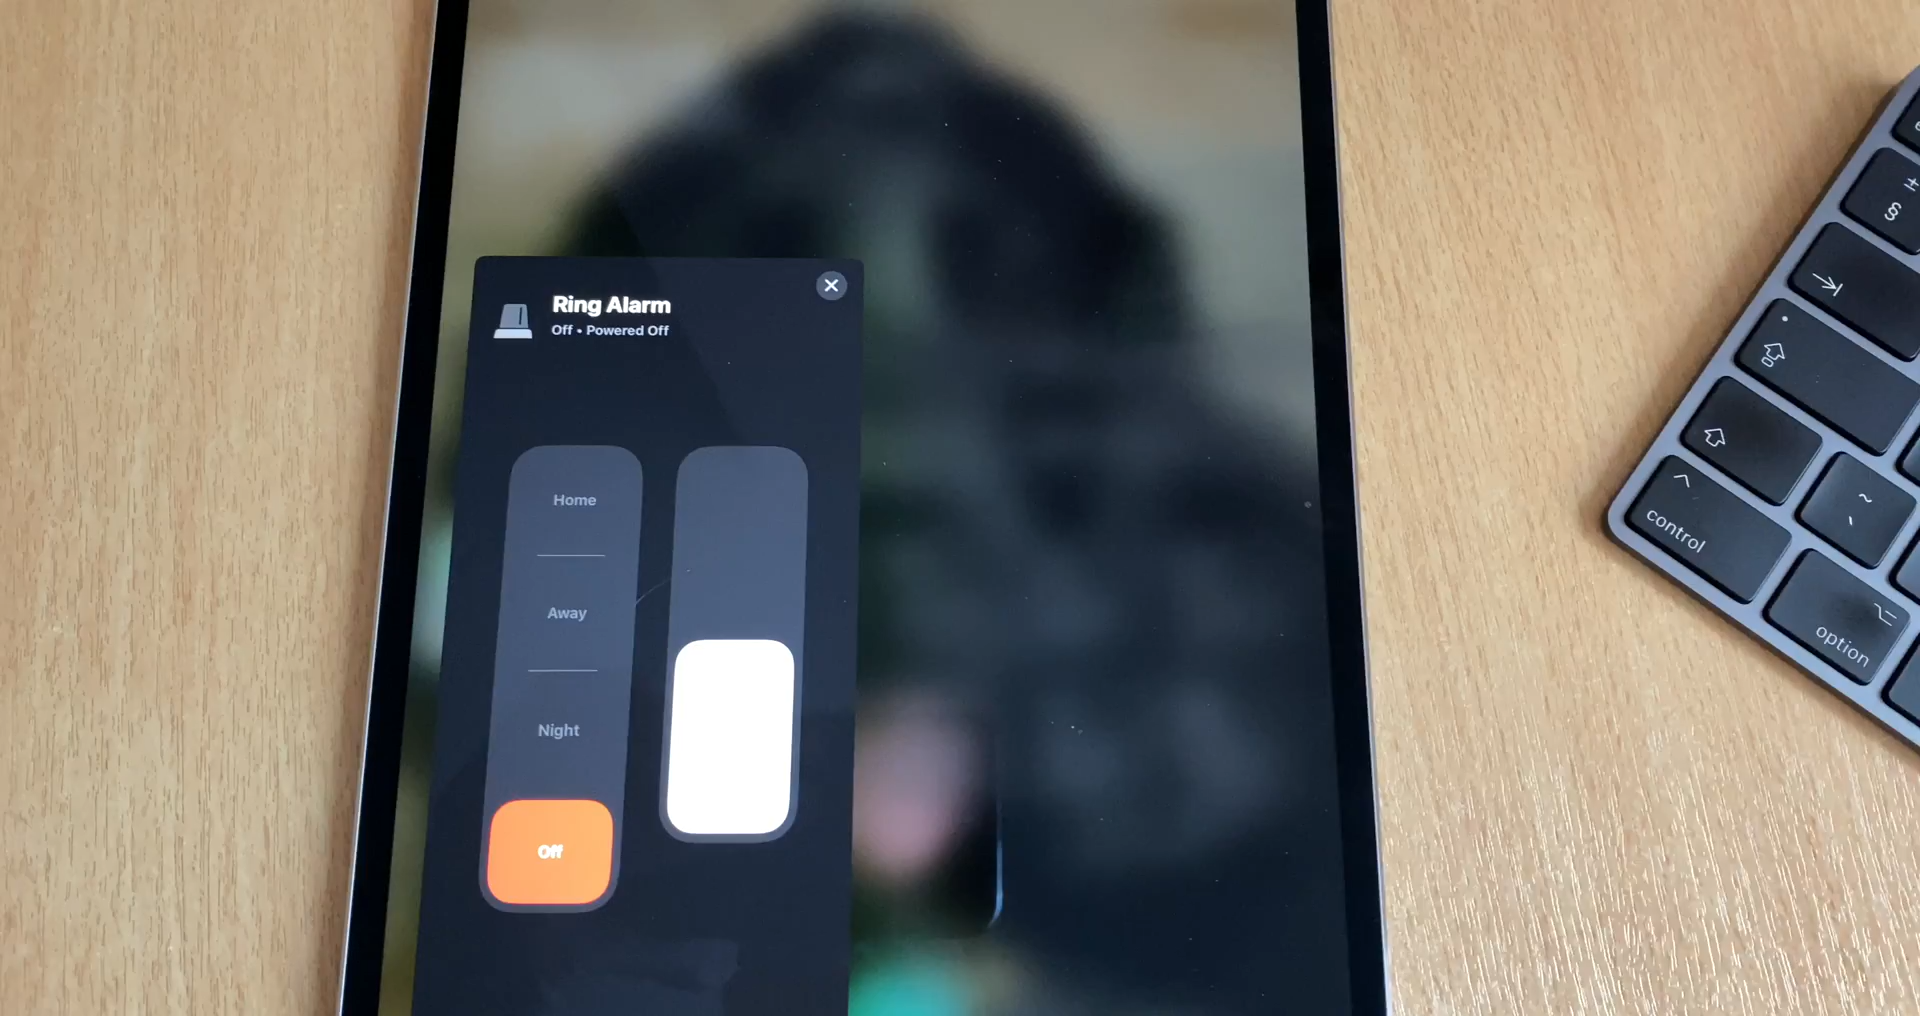 Ring Alarm
Off • Powered Off
Home
Away
Night
Off
±
§
~
`
control
option